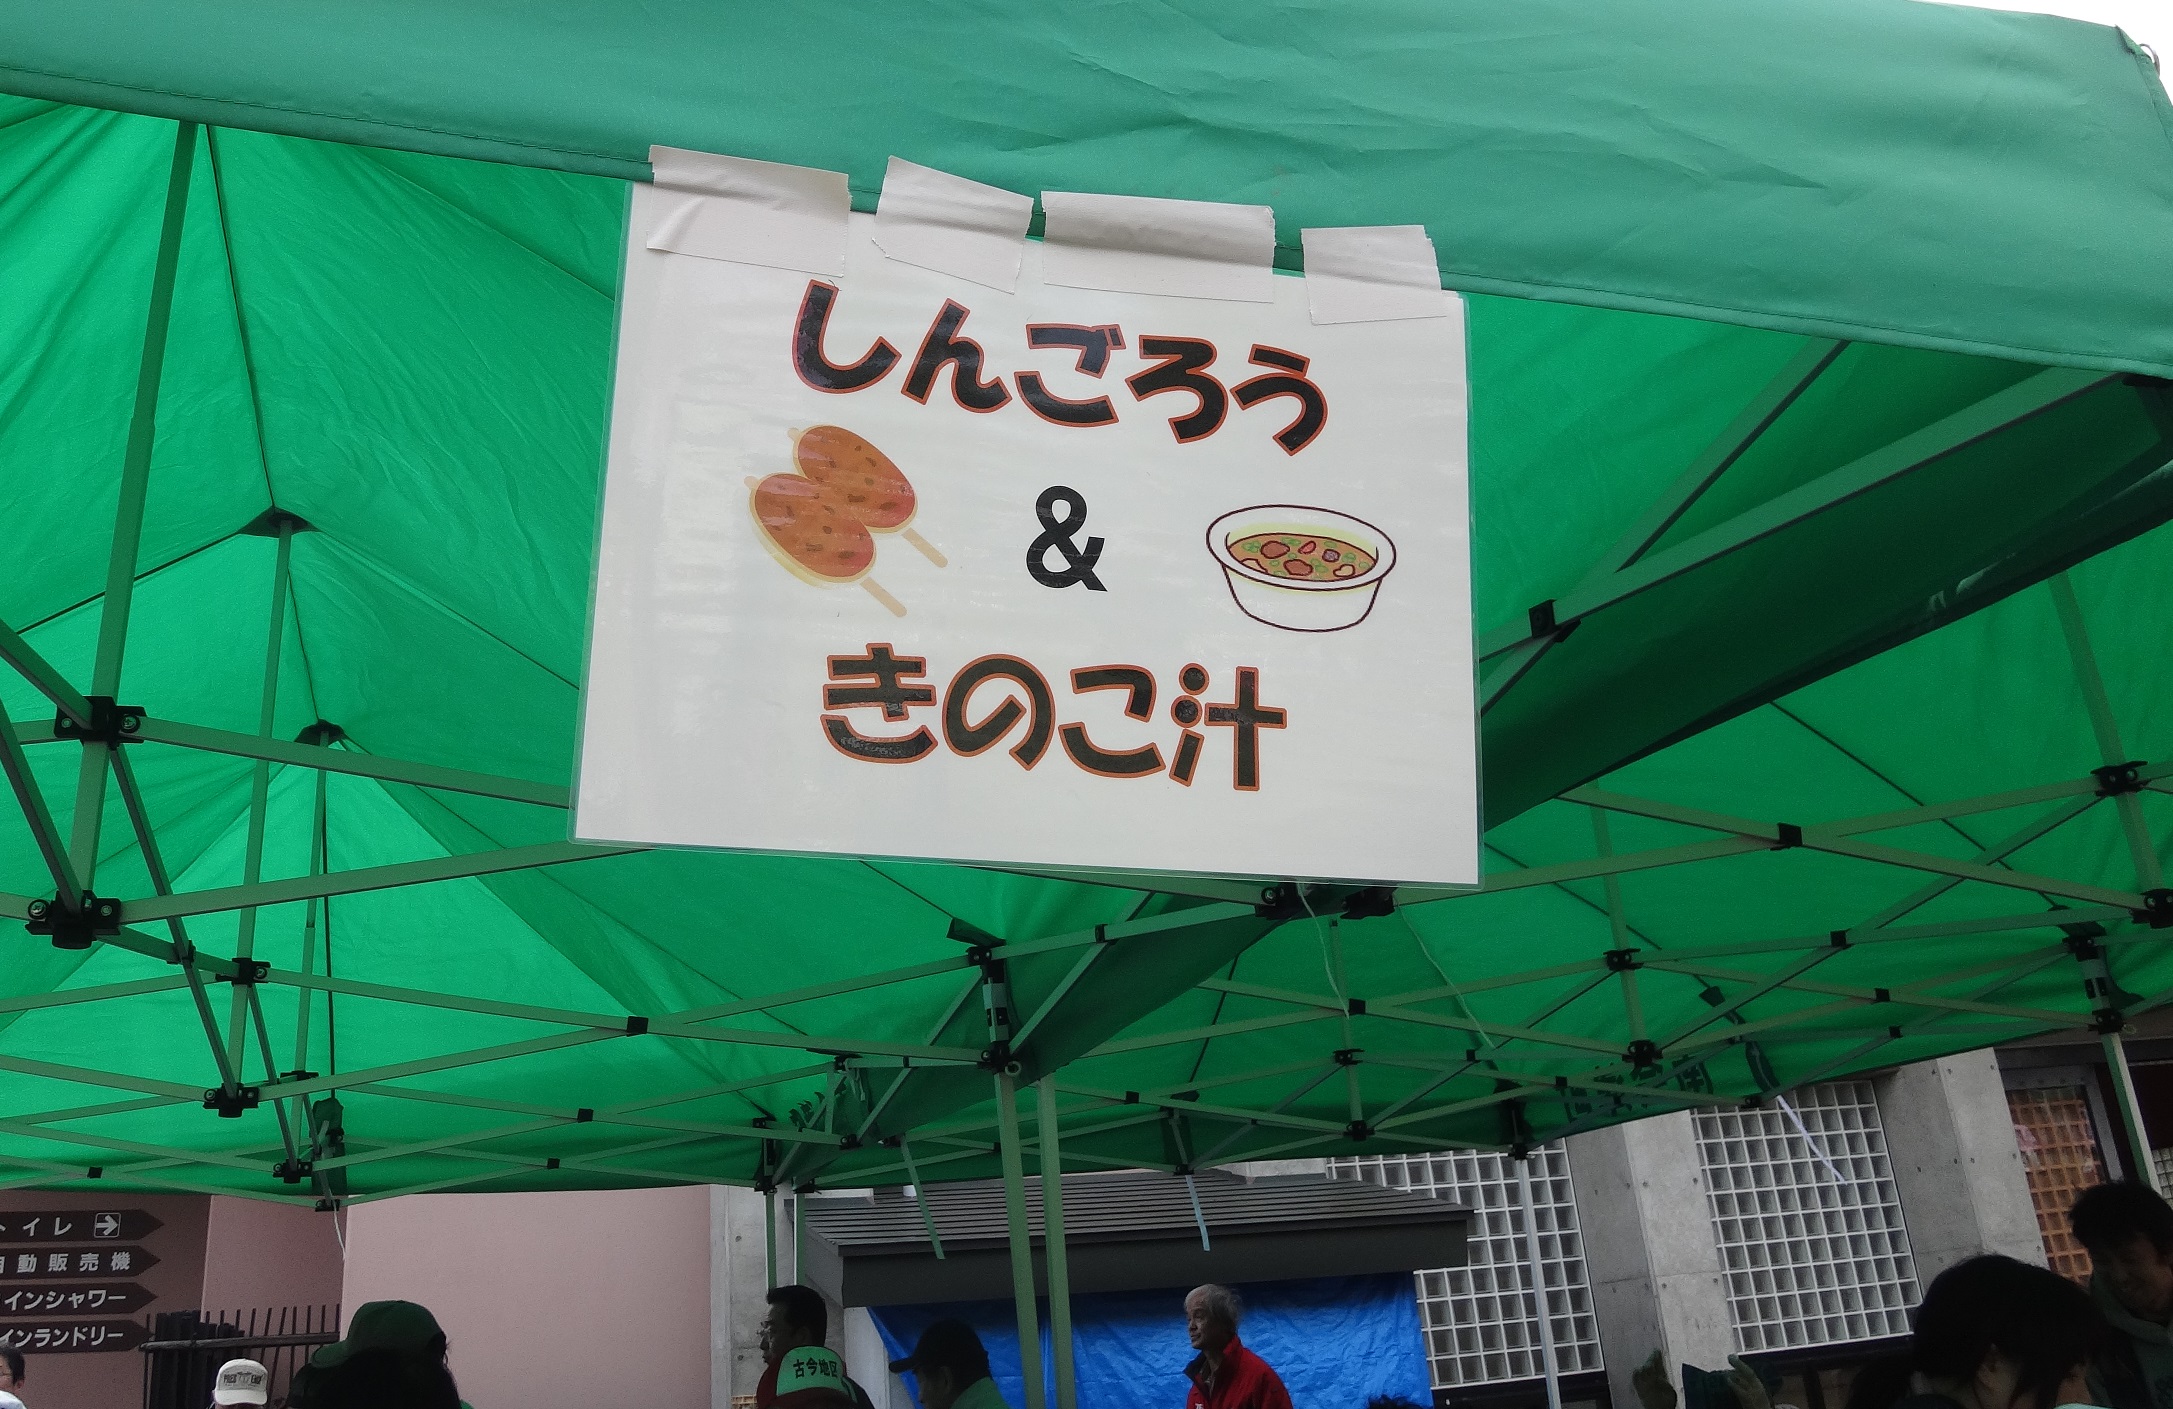 しんごろう
&
きのこ汁
トイレ
自動販売機
インシャワー
インランドリー
古今地区